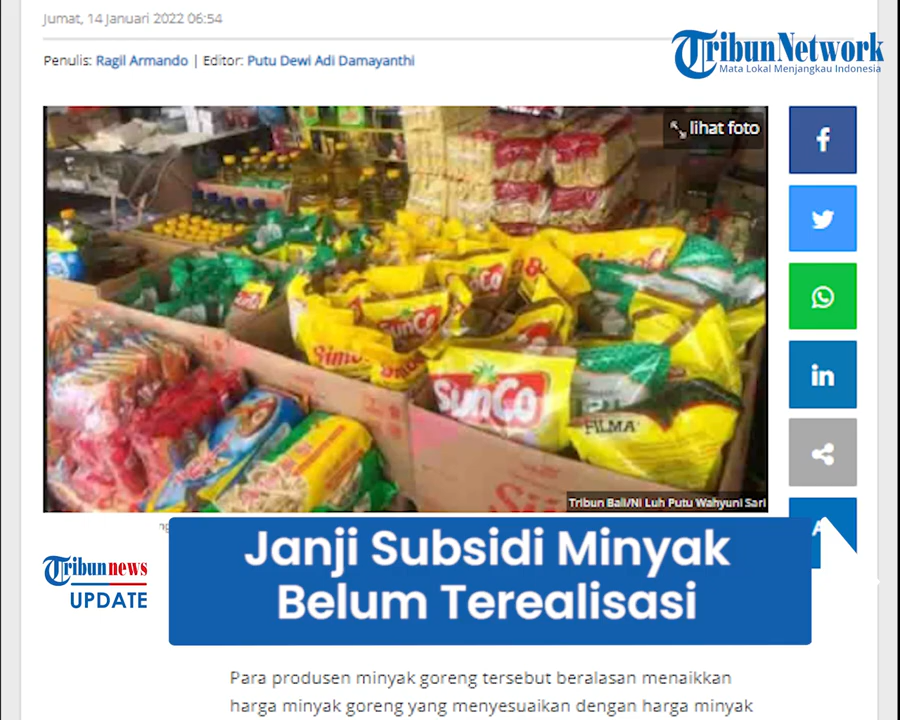 Jumat, 14 Januari 2022 06:54
Penulis: Ragil Armando | Editor: Putu Dewi Adi Damayanthi
TribunNetwork
Mata Lokal Menjangkau Indonesia
lihat foto
SunCo
SunCo
SunCo
FILMA
Tribun Bali/Ni Luh Putu Wahyuni Sari
Janji Subsidi Minyak
Belum Terealisasi
Tribunnews
UPDATE
Para produsen minyak goreng tersebut beralasan menaikkan
harga minyak goreng yang menyesuaikan dengan harga minyak